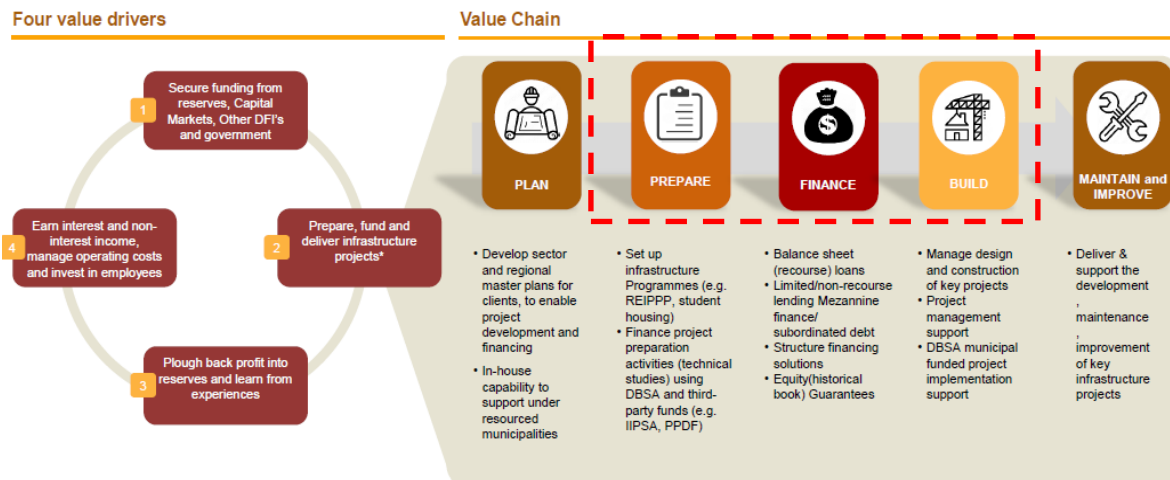 Four value drivers
Value Chain
1
Secure funding from
reserves, Capital
Markets, Other DFI's
and government
2
Prepare, fund and
deliver infrastructure
projects*
3
Plough back profit into
reserves and learn from
experiences
4
Earn interest and non-
interest income,
manage operating costs
and invest in employees
PLAN
• Develop sector
and regional
master plans for
clients, to enable
project
development and
financing
• In-house
capability to
support under
resourced
municipalities
PREPARE
• Set up
infrastructure
Programmes (e.g.
REIPPP, student
housing)
• Finance project
preparation
activities (technical
studies) using
DBSA and third-
party funds (e.g.
IIPSA, PPDF)
$
FINANCE
• Balance sheet
(recourse) loans
• Limited/non-recourse
lending Mezannine
finance/
subordinated debt
• Structure financing
solutions
• Equity(historical
book) Guarantees
BUILD
• Manage design
and construction
of key projects
• Project
management
support
• DBSA municipal
funded project
implementation
support
MAINTAIN and
IMPROVE
• Deliver &
support the
development
,
maintenance
,
improvement
of key
infrastructure
projects